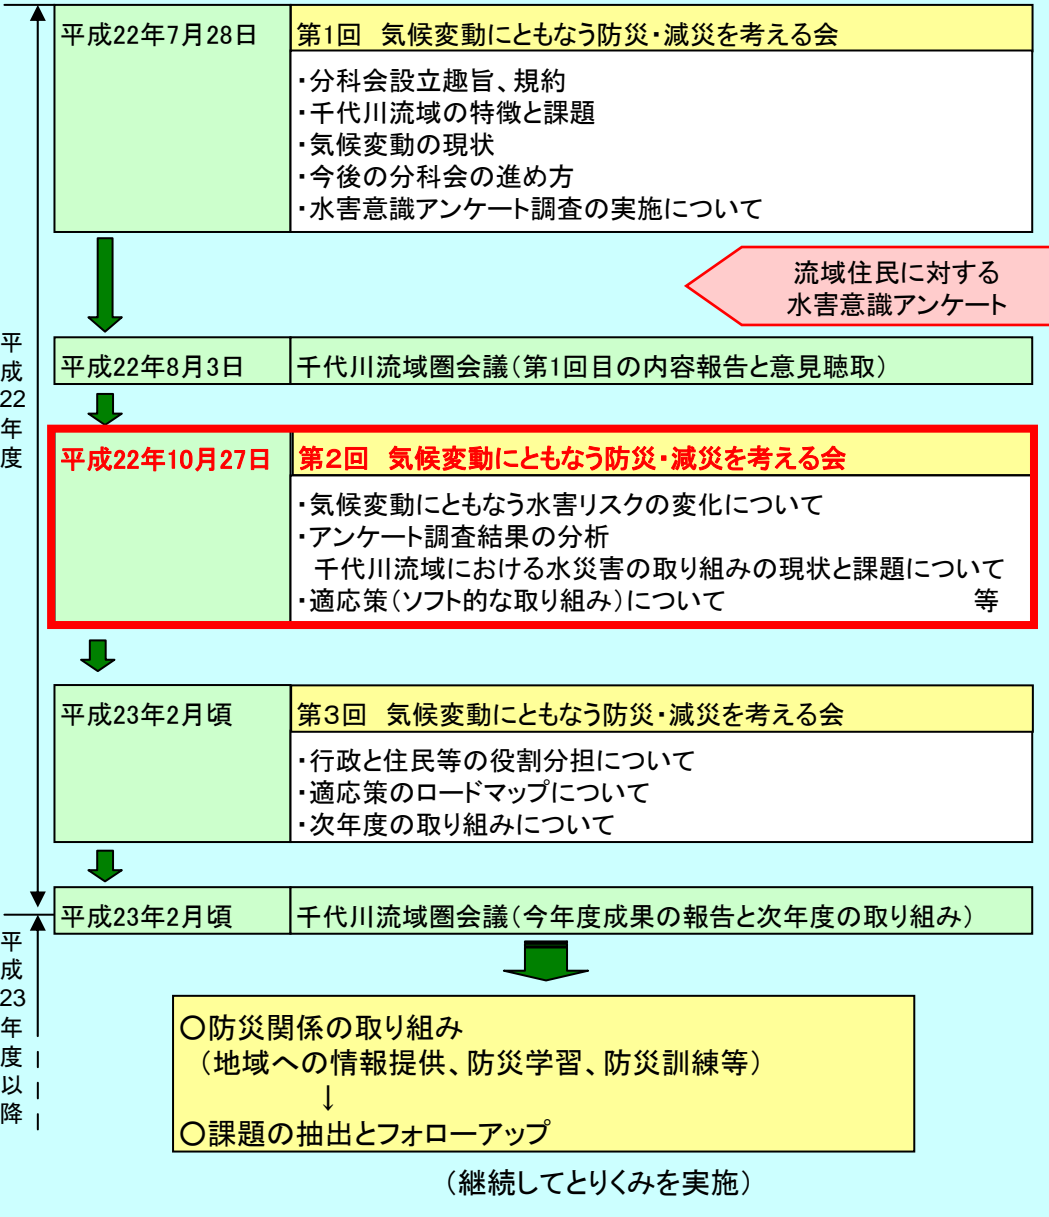 平成22年7月28日
第1回　気候変動にともなう防災・減災を考える会
・分科会設立趣旨、規約
・千代川流域の特徴と課題
・気候変動の現状
・今後の分科会の進め方
・水害意識アンケート調査の実施について
流域住民に対する
水害意識アンケート
平成22年度
平成22年8月3日
千代川流域圏会議（第1回目の内容報告と意見聴取）
平成22年10月27日
第２回　気候変動にともなう防災・減災を考える会
・気候変動にともなう水害リスクの変化について
・アンケート調査結果の分析
千代川流域における水災害の取り組みの現状と課題について
・適応策（ソフト的な取り組み）について　　　　　　　　等
平成23年2月頃
第３回　気候変動にともなう防災・減災を考える会
・行政と住民等の役割分担について
・適応策のロードマップについて
・次年度の取り組みについて
平成23年2月頃
千代川流域圏会議（今年度成果の報告と次年度の取り組み）
平成23年度以降
○防災関係の取り組み
（地域への情報提供、防災学習、防災訓練等）
↓
○課題の抽出とフォローアップ
（継続してとりくみを実施）